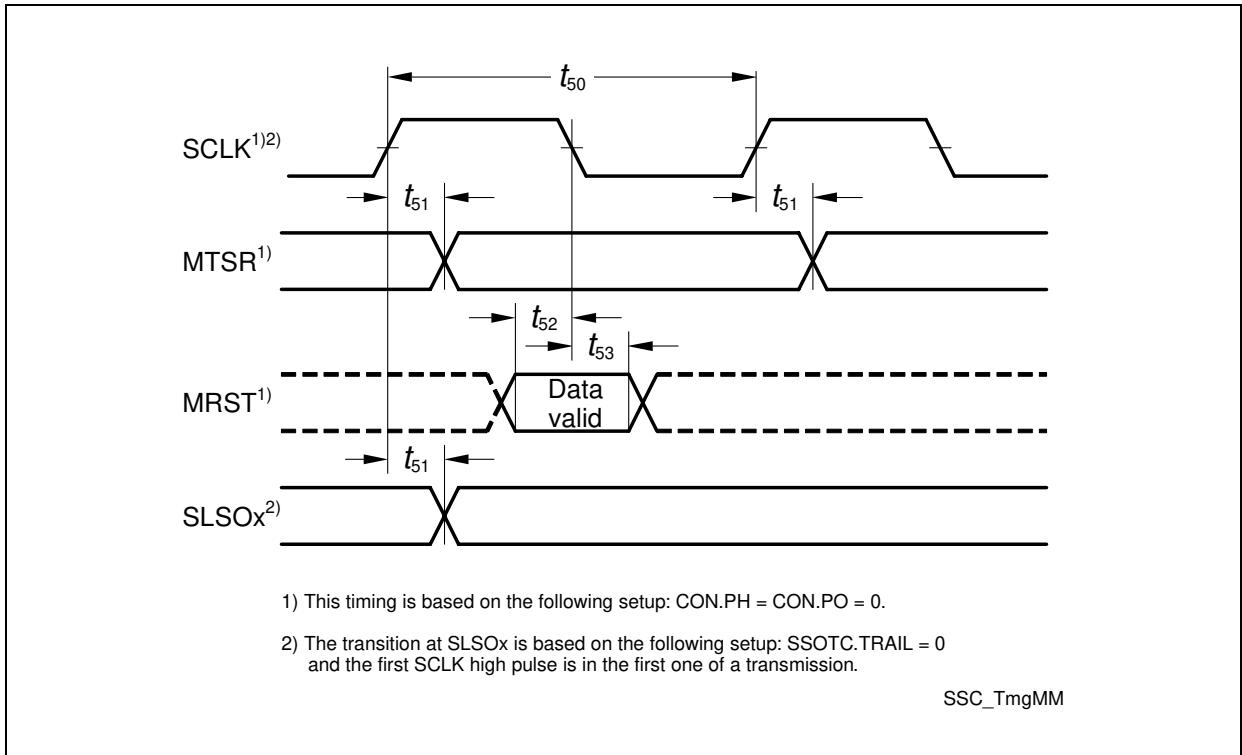 t50
SCLK1)2)
t51 t51
MTSR1)
t52
t53
MRST1)
Data
valid
t51
SLSOx2)
1) This timing is based on the following setup: CON.PH = CON.PO = 0.
2) The transition at SLSOx is based on the following setup: SSOTC.TRAIL = 0
and the first SCLK high pulse is in the first one of a transmission.
SSC_TmgMM